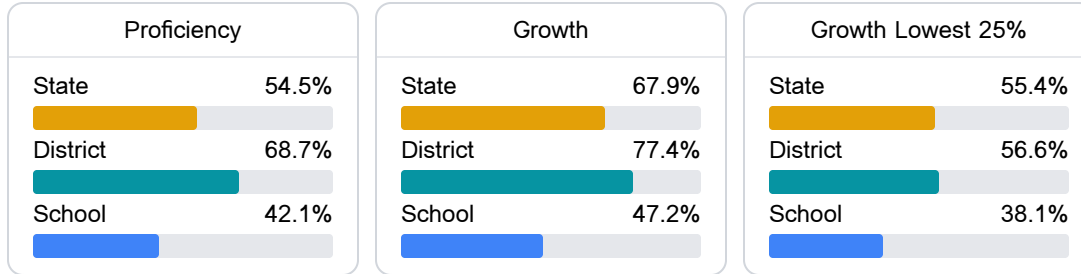 Proficiency
State 54.5%
District 68.7%
School 42.1%
Growth
State 67.9%
District 77.4%
School 47.2%
Growth Lowest 25%
State 55.4%
District 56.6%
School 38.1%